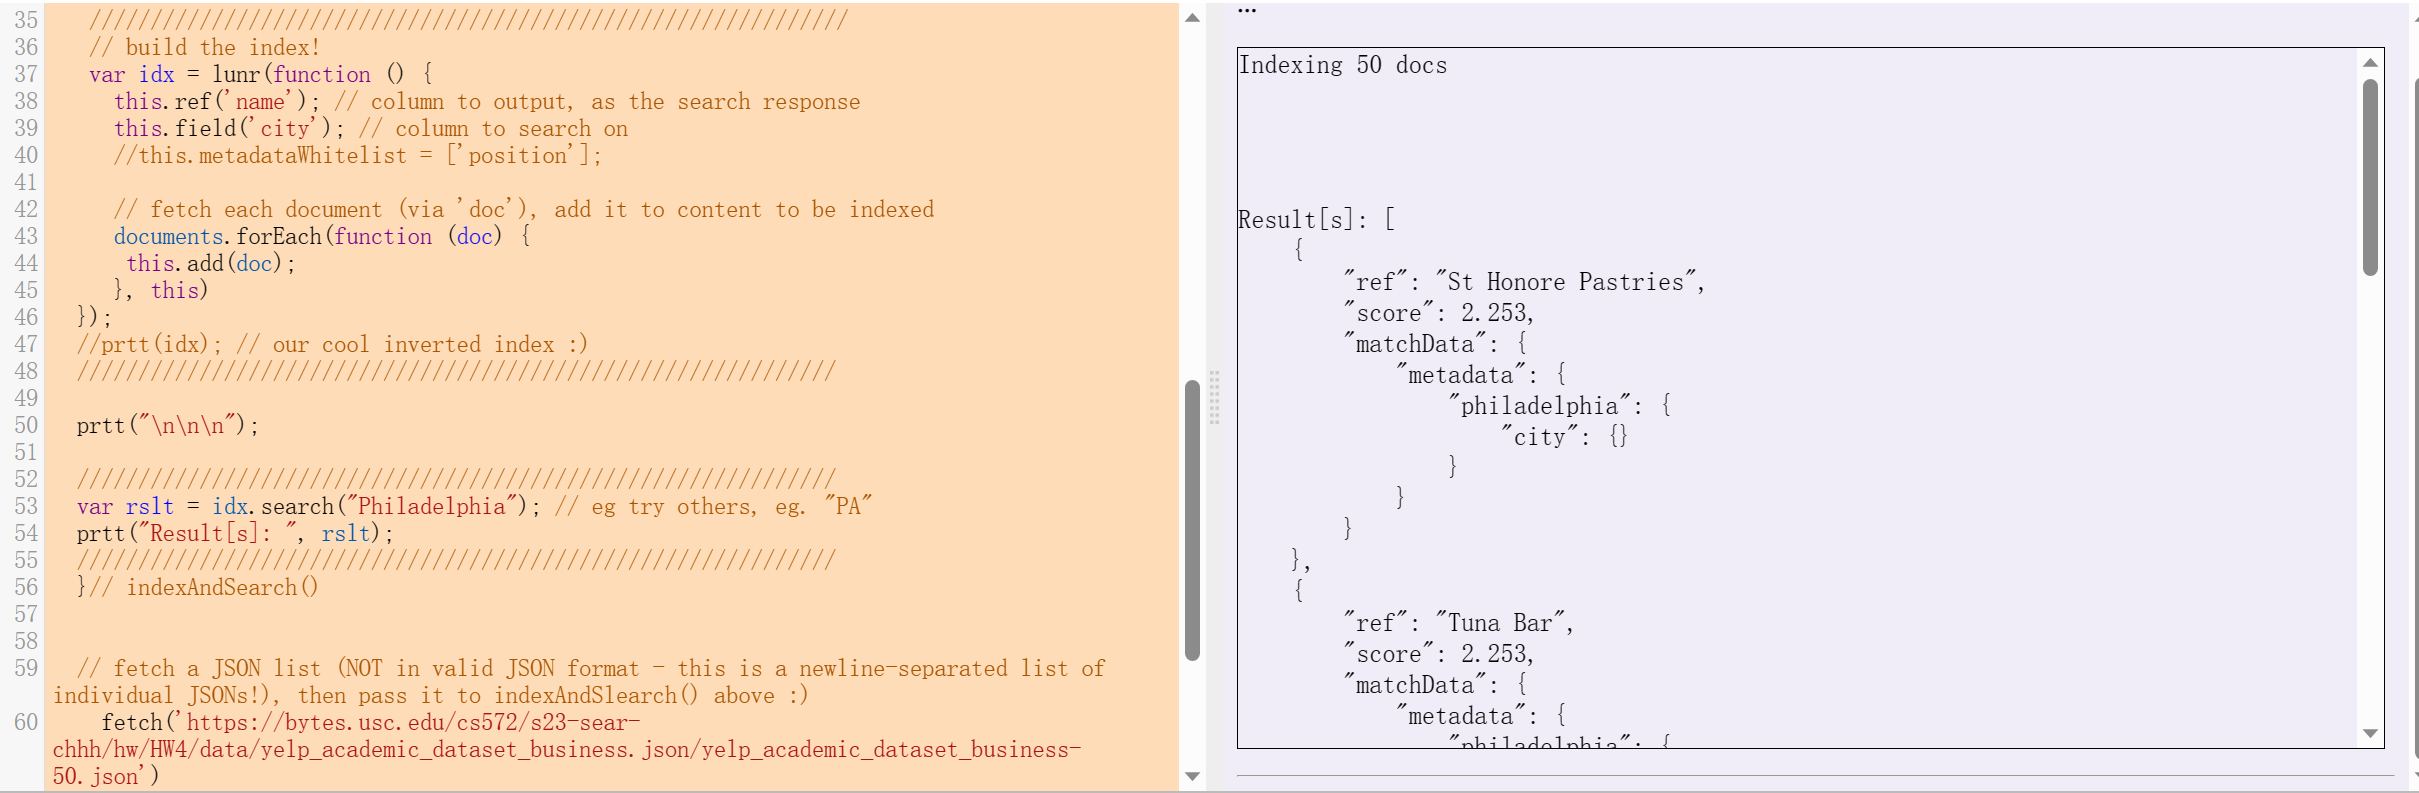 35 //////////////////////////////////////////////////////////////
36 // build the index!
37 var idx = lunr(function () {
38 this.ref('name'); // column to output, as the search response
39 this.field('city'); // column to search on
40 //this.metadataWhitelist = ['position'];
41
42 // fetch each document (via 'doc'), add it to content to be indexed
43 documents.forEach(function (doc) {
44 this.add(doc);
45 }, this)
46 });
47 //prtt(idx); // our cool inverted index :)
48 //////////////////////////////////////////////////////////////
49
50 prtt("\n\n\n");
51
52 //////////////////////////////////////////////////////////////
53 var rslt = idx.search("Philadelphia"); // eg try others, eg. "PA"
54 prtt("Result[s]: ", rslt);
55 //////////////////////////////////////////////////////////////
56 }// indexAndSearch()
57
58
59 // fetch a JSON list (NOT in valid JSON format - this is a newline-separated list of
individual JSONs!), then pass it to indexAndSlearch() above :)
60 fetch('https://bytes.usc.edu/cs572/s23-sear-
chhh/hw/HW4/data/yelp_academic_dataset_business.json/yelp_academic_dataset_business-
50.json')
...
Indexing 50 docs
Result[s]: [
{
"ref": "St Honore Pastries",
"score": 2.253,
"matchData": {
"metadata": {
"philadelphia": {
"city": {}
}
}
}
},
{
"ref": "Tuna Bar",
"score": 2.253,
"matchData": {
"metadata": {
"philadelphia": {